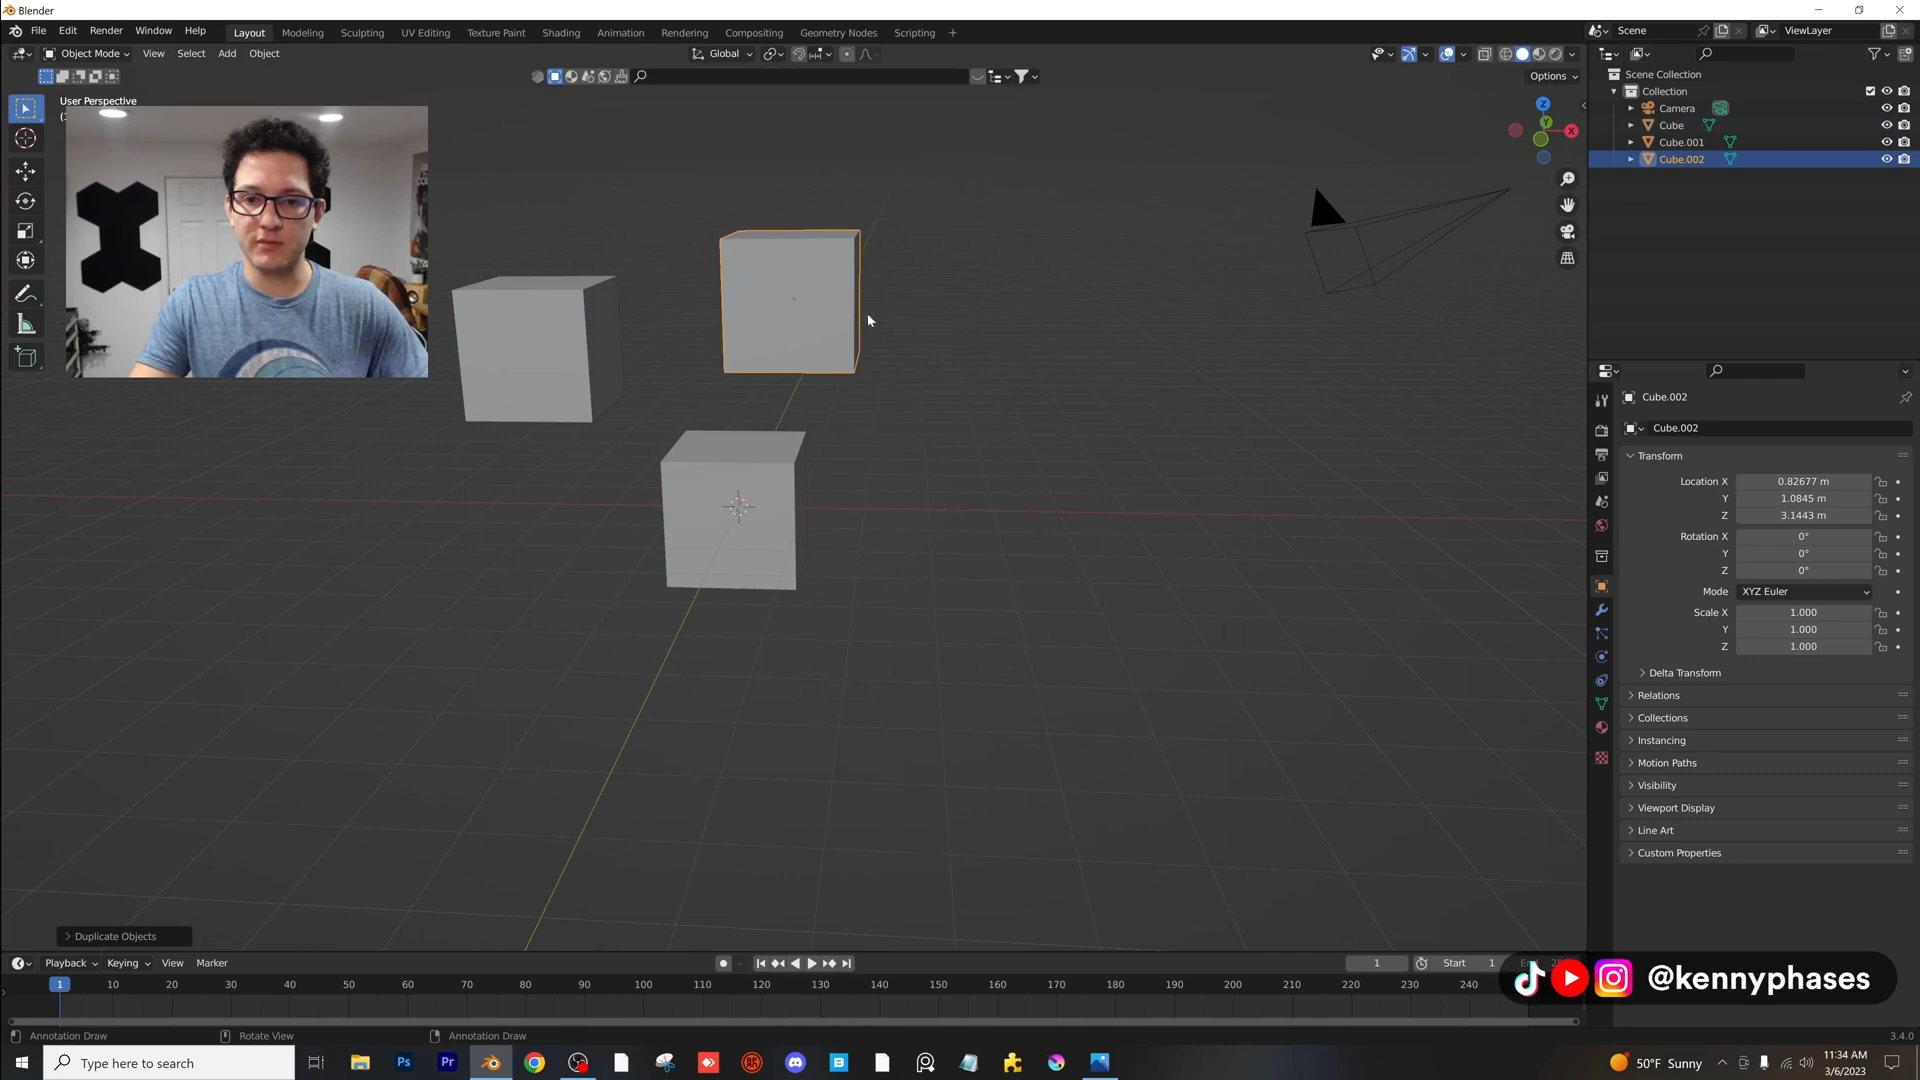 Blender
File Edit Render Window Help Layout Modeling Sculpting UV Editing Texture Paint Shading Animation Rendering Compositing Geometry Nodes Scripting + Scene ViewLayer
Object Mode View Select Add Object Global
Options
User Perspective
Scene Collection
Collection
Camera
Cube
Cube.001
Cube.002
Z
Y
X
Cube.002
Cube.002
Transform
Location X 0.82677 m
Y 1.0845 m
Z 3.1443 m
Rotation X 0°
Y 0°
Z 0°
Mode XYZ Euler
Scale X 1.000
Y 1.000
Z 1.000
Delta Transform
Relations
Collections
Instancing
Motion Paths
Visibility
Viewport Display
Line Art
Custom Properties
Duplicate Objects
Playback Keying View Marker 1 Start 1
@kennyphases
1 10 20 30 40 50 60 70 80 90 100 110 120 130 140 150 160 170 180 190 200 210 220 230 240
Annotation Draw Rotate View Annotation Draw 3.4.0
Type here to search
Ps Pr
50°F Sunny
11:34 AM
3/6/2023